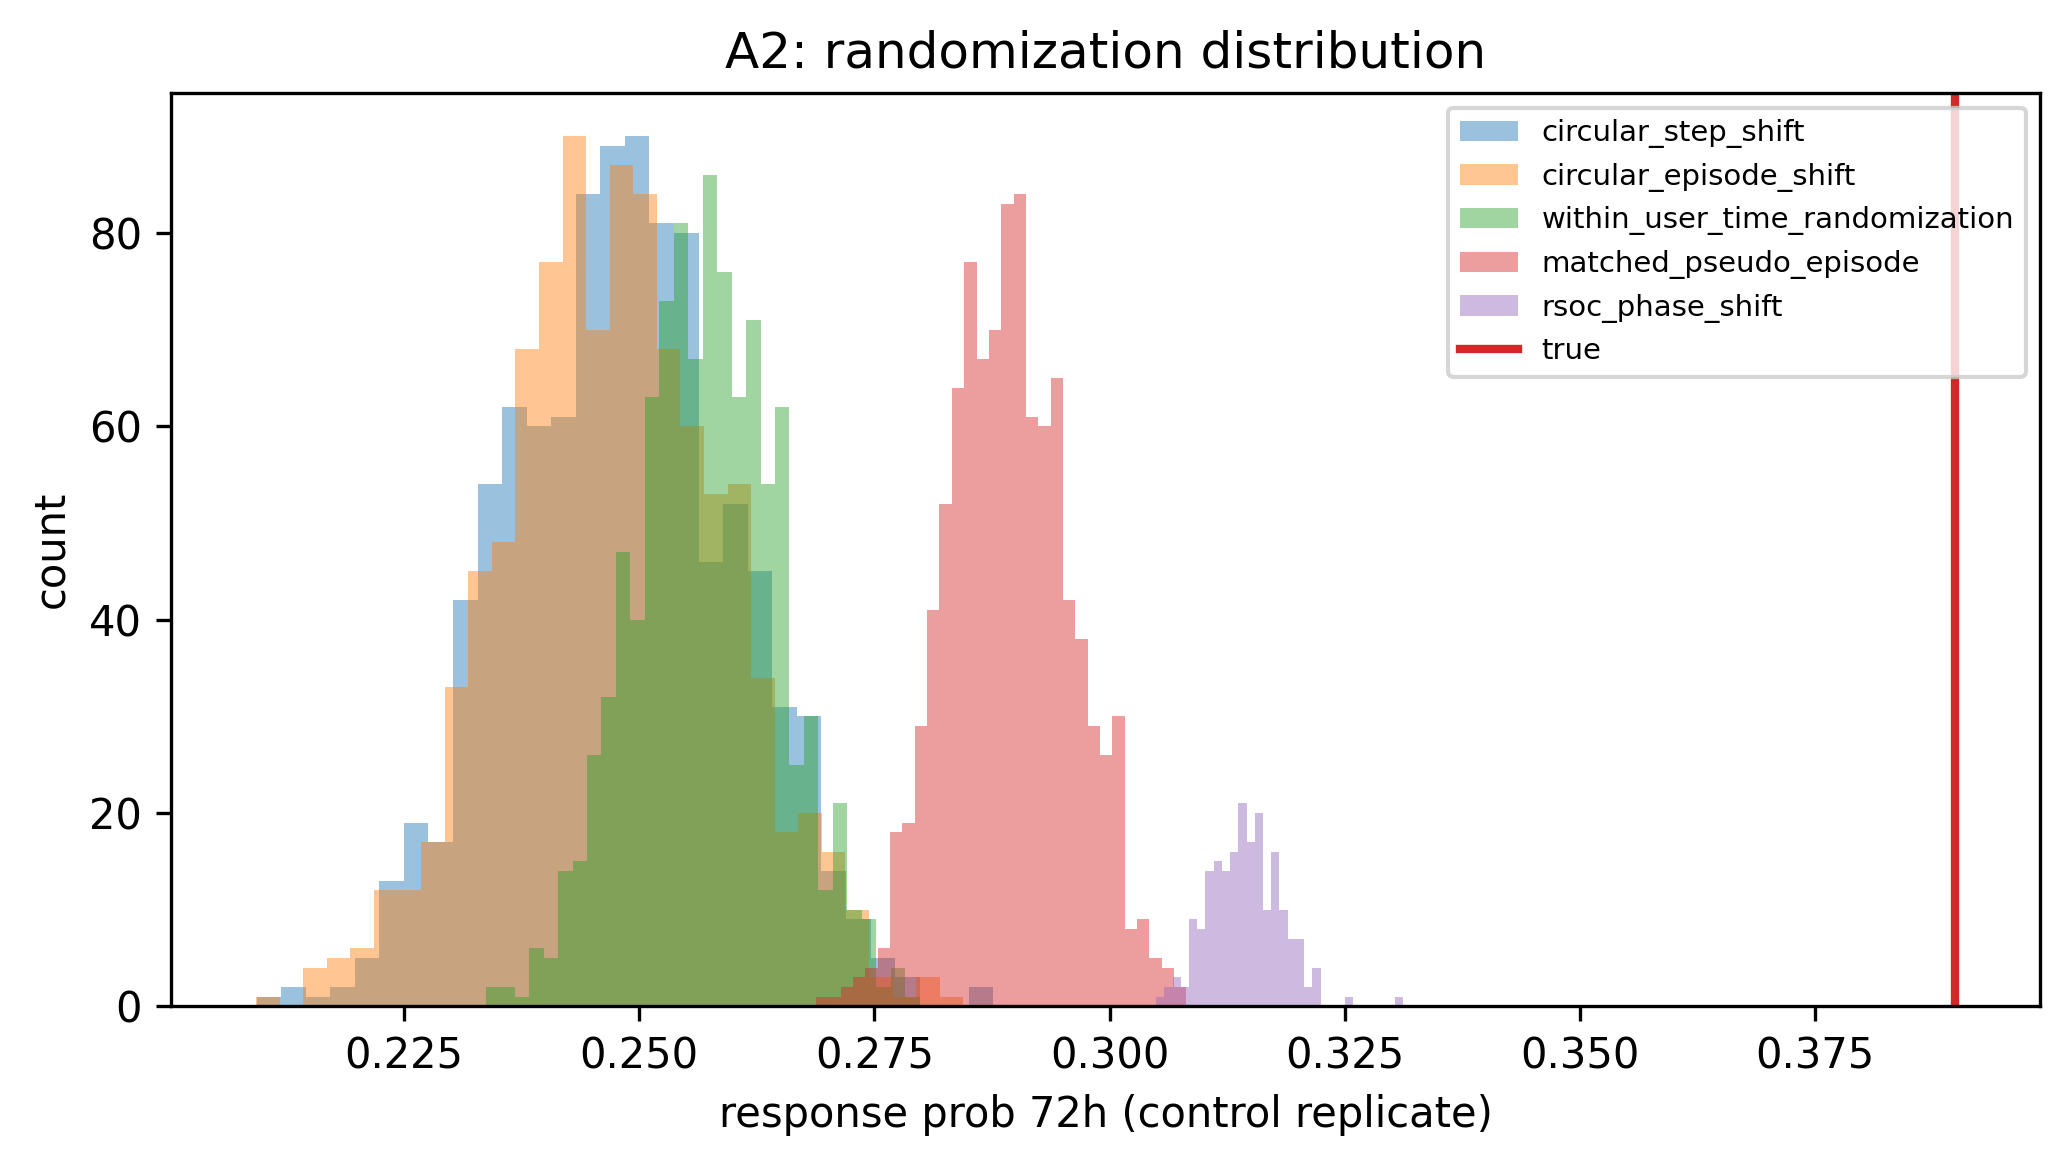 A2: randomization distribution
circular_step_shift
circular_episode_shift
within_user_time_randomization
matched_pseudo_episode
rsoc_phase_shift
true
count
80
60
40
20
0
0.225
0.250
0.275
0.300
0.325
0.350
0.375
response prob 72h (control replicate)